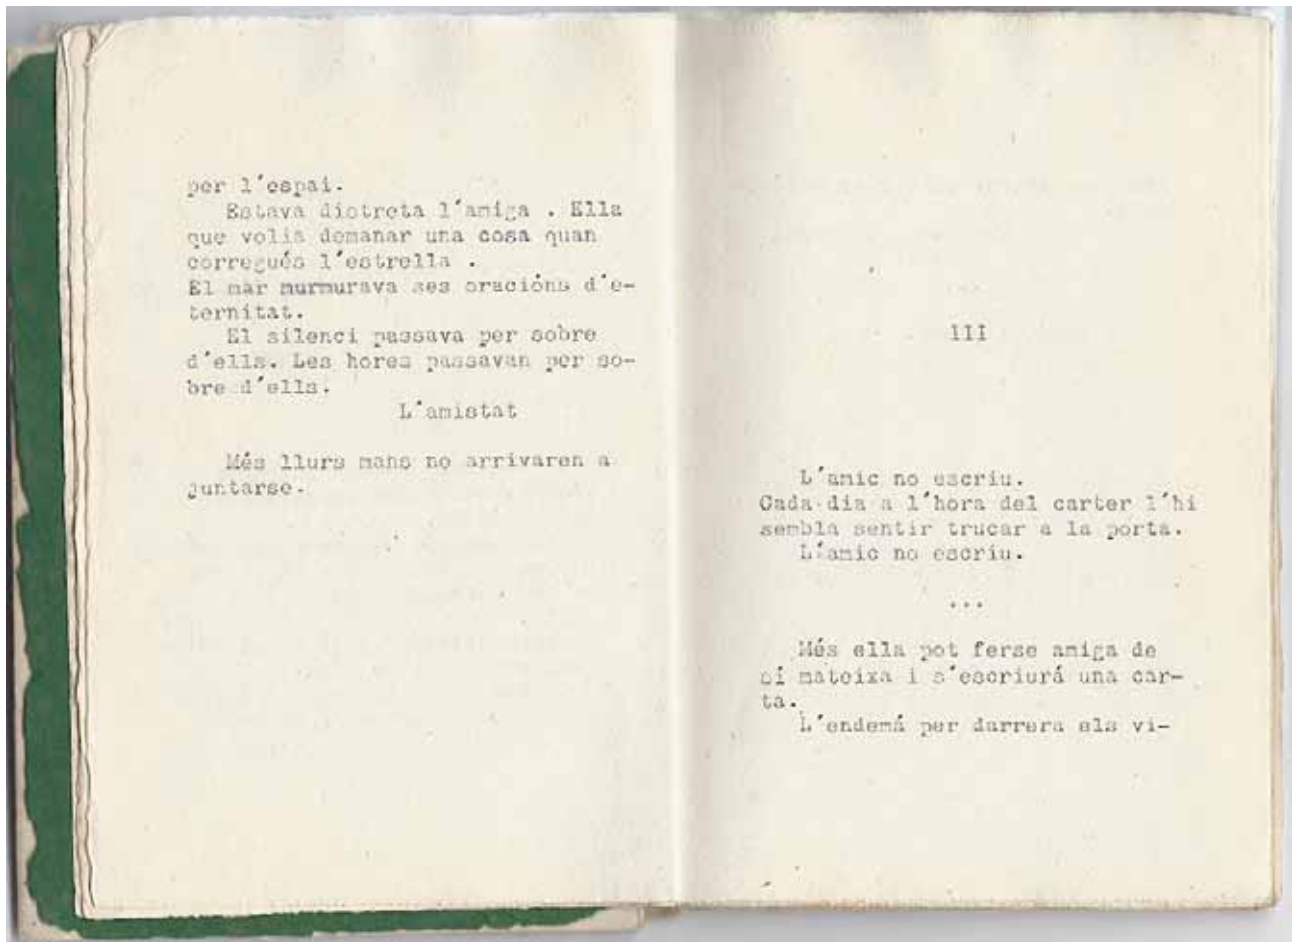 per l'espai.
Estava distreta l'amiga . Ella
que volia demanar una cosa quan
corregués l'estrella .
El mar murmurava ses oracións d'e-
ternitat.
El silenci passava per sobre
d'ells. Les hores passavan per so-
bre d'ells.
L'amistat
Més llurs mans no arrivaren a
juntarse.
111
L'amic no escriu.
Cada dia a l'hora del carter l'hi
sembla sentir trucar a la porta.
L'amic no escriu.
...
Més ella pot ferse amiga de
sí mateixa i s'escriurá una car-
ta.
L'endemá per darrera els vi-